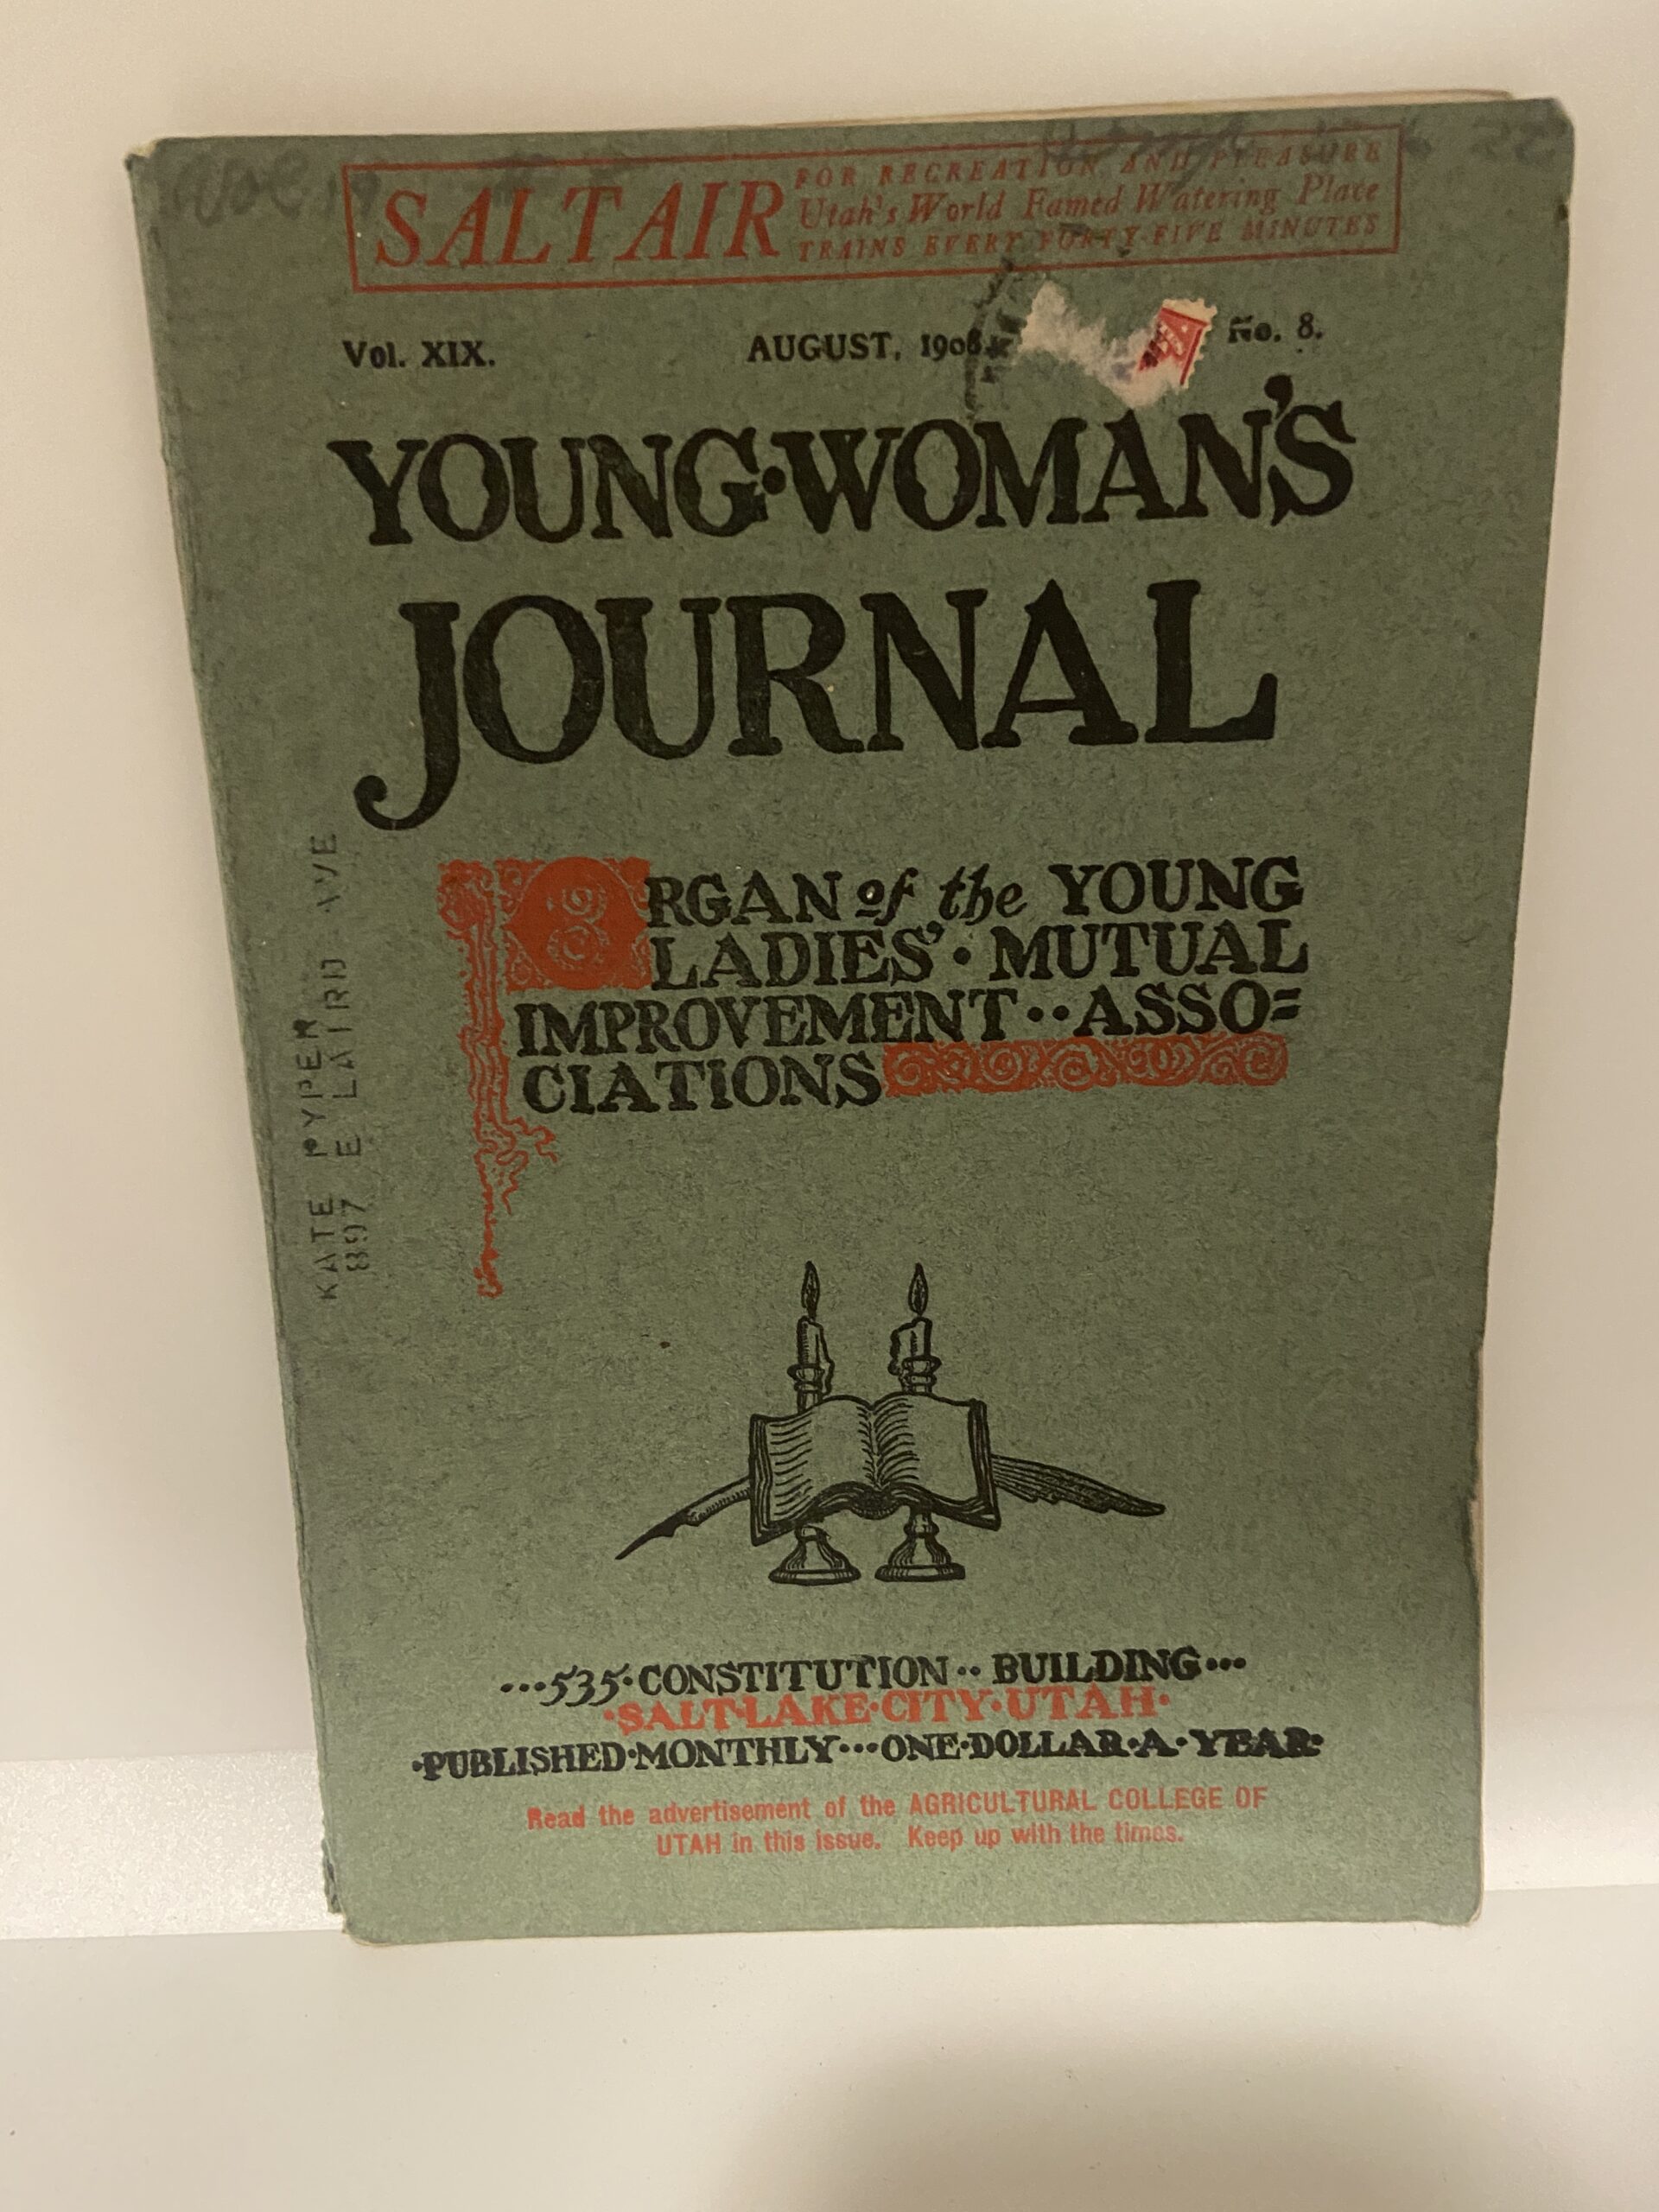 Vol 19
SALTAIR
FOR RECREATION AND PLEASURE
Utah's World Famed Watering Place
TRAINS EVERY FORTY-FIVE MINUTES
Vol. XIX.
AUGUST, 1908.
No. 8.
YOUNG·WOMAN'S
JOURNAL
ORGAN of the YOUNG
LADIES'·MUTUAL
IMPROVEMENT··ASSO=
CIATIONS
KATE PYPER
897 E LAIRD AVE
···535·CONSTITUTION··BUILDING···
·SALT·LAKE·CITY·UTAH·
·PUBLISHED·MONTHLY···ONE·DOLLAR·A·YEAR·
Read the advertisement of the AGRICULTURAL COLLEGE OF
UTAH in this issue. Keep up with the times.